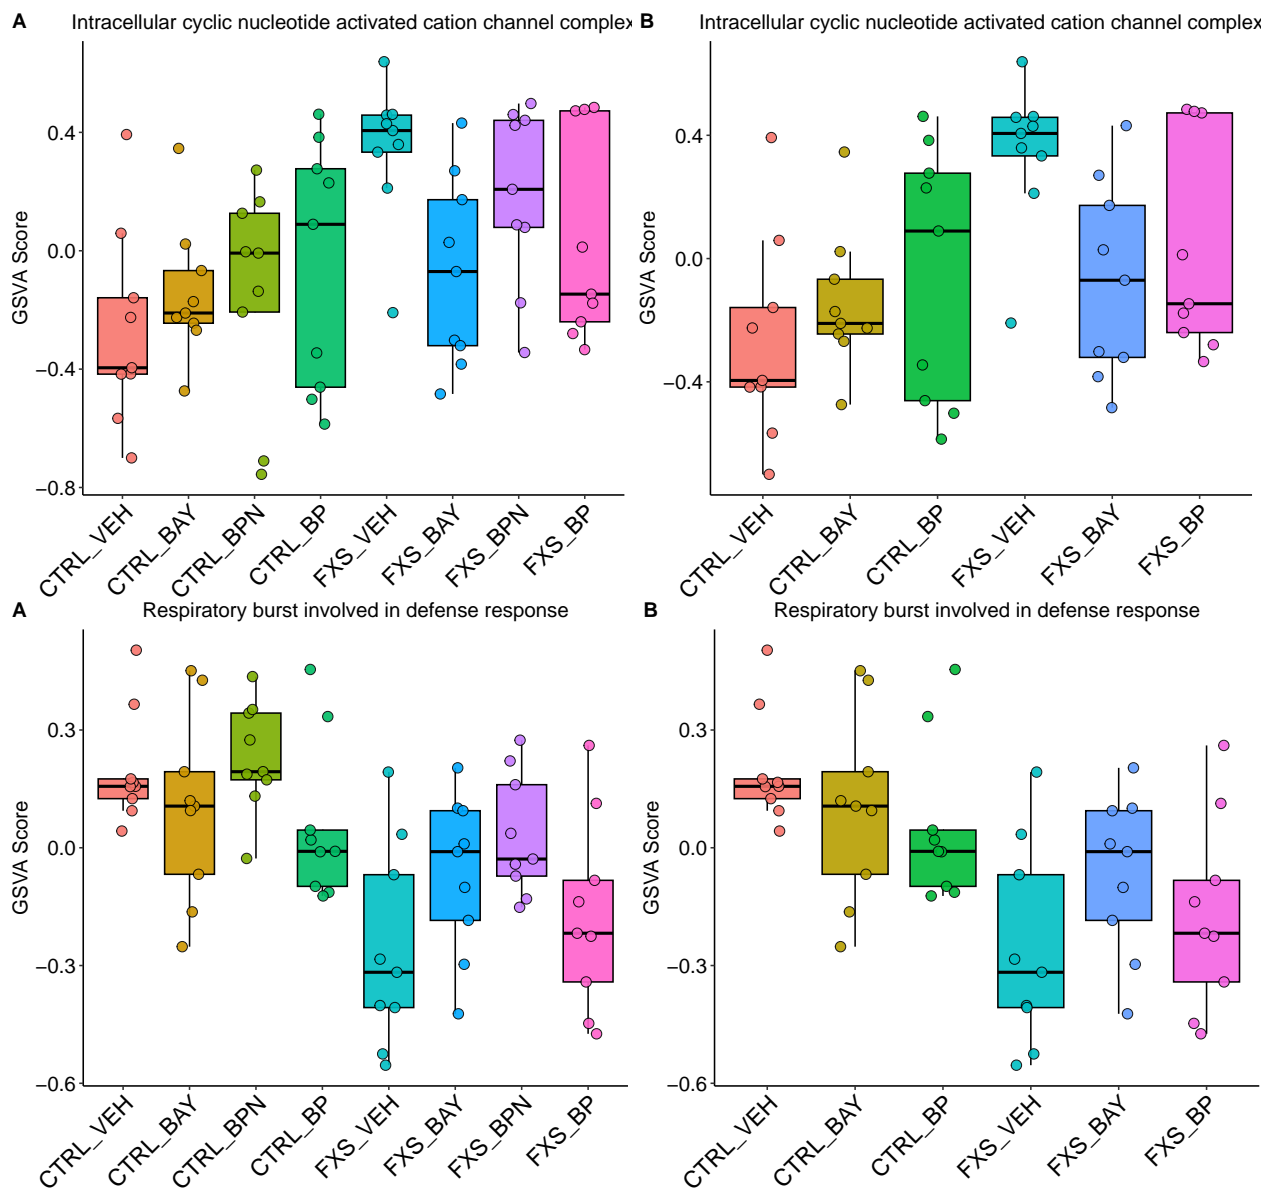 A Intracellular cyclic nucleotide activated cation channel complex
GSVA Score
0.4
0.0
−0.4
−0.8
CTRL_VEH
CTRL_BAY
CTRL_BPN
CTRL_BP
FXS_VEH
FXS_BAY
FXS_BPN
FXS_BP
B Intracellular cyclic nucleotide activated cation channel complex
GSVA Score
0.4
0.0
−0.4
CTRL_VEH
CTRL_BAY
CTRL_BP
FXS_VEH
FXS_BAY
FXS_BP
A Respiratory burst involved in defense response
GSVA Score
0.3
0.0
−0.3
−0.6
CTRL_VEH
CTRL_BAY
CTRL_BPN
CTRL_BP
FXS_VEH
FXS_BAY
FXS_BPN
FXS_BP
B Respiratory burst involved in defense response
GSVA Score
0.3
0.0
−0.3
−0.6
CTRL_VEH
CTRL_BAY
CTRL_BP
FXS_VEH
FXS_BAY
FXS_BP